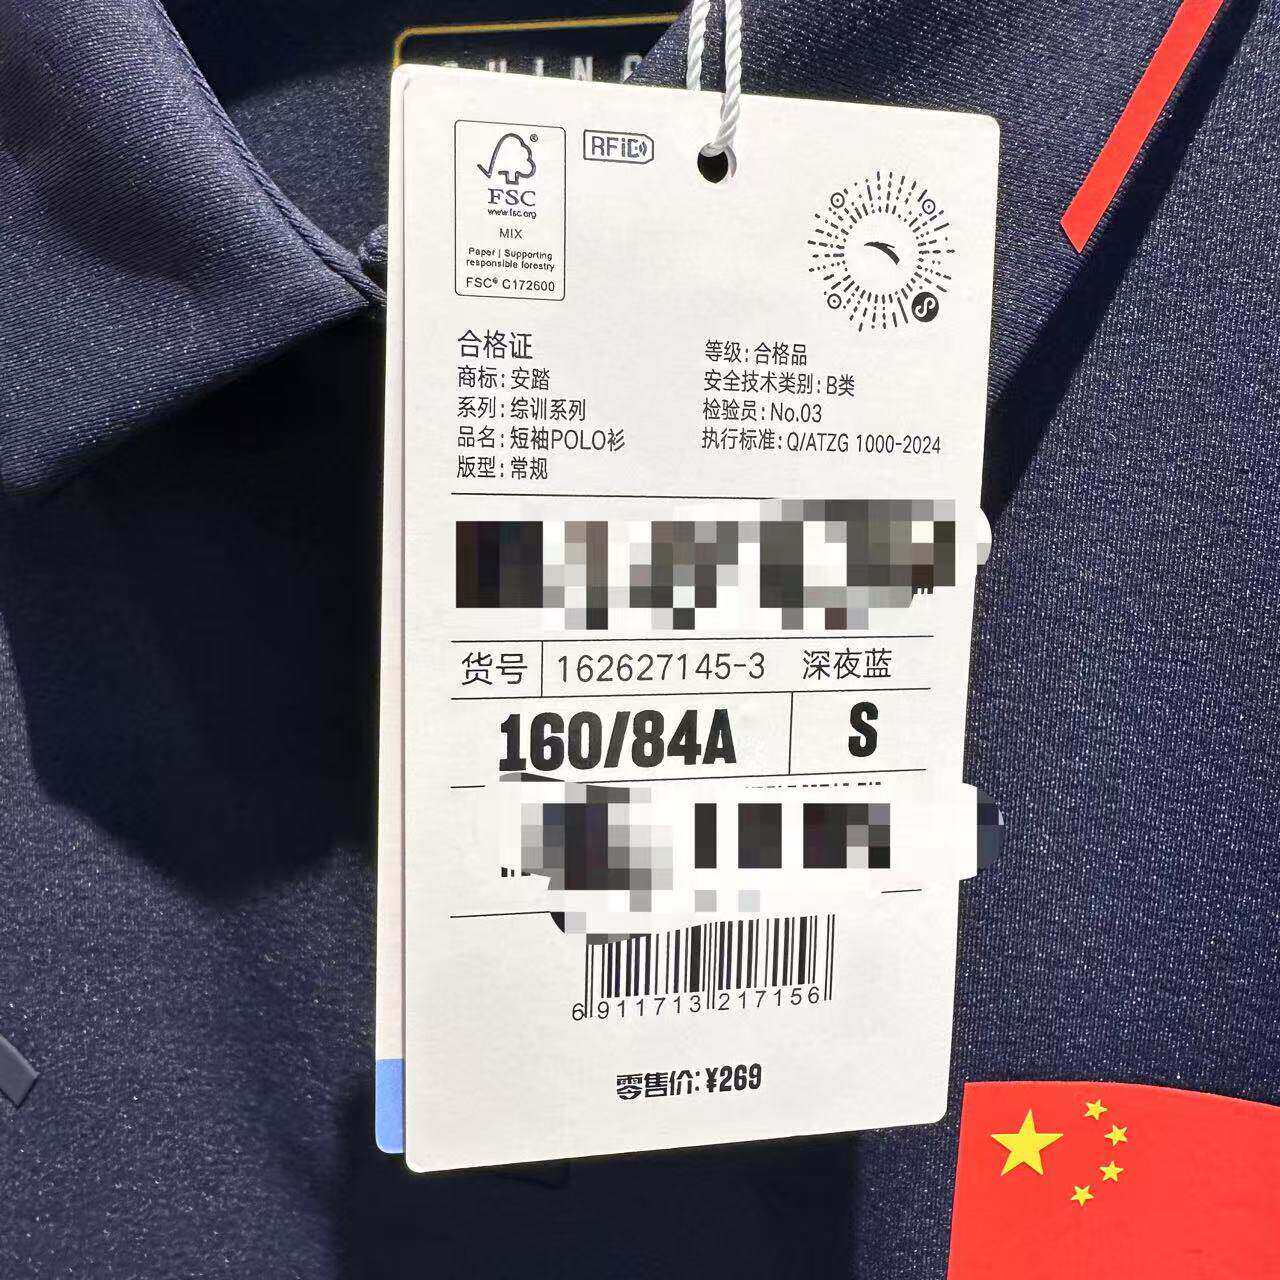 FSC
www.fsc.org
MIX
Paper | Supporting
responsible forestry
FSC® C172600
RFID
合格证
商标: 安踏
系列: 综训系列
品名: 短袖POLO衫
版型: 常规
等级: 合格品
安全技术类别: B类
检验员: No.03
执行标准: Q/ATZG 1000-2024
货号 162627145-3 深夜蓝
160/84A S
6 911713 217156
零售价: ¥269